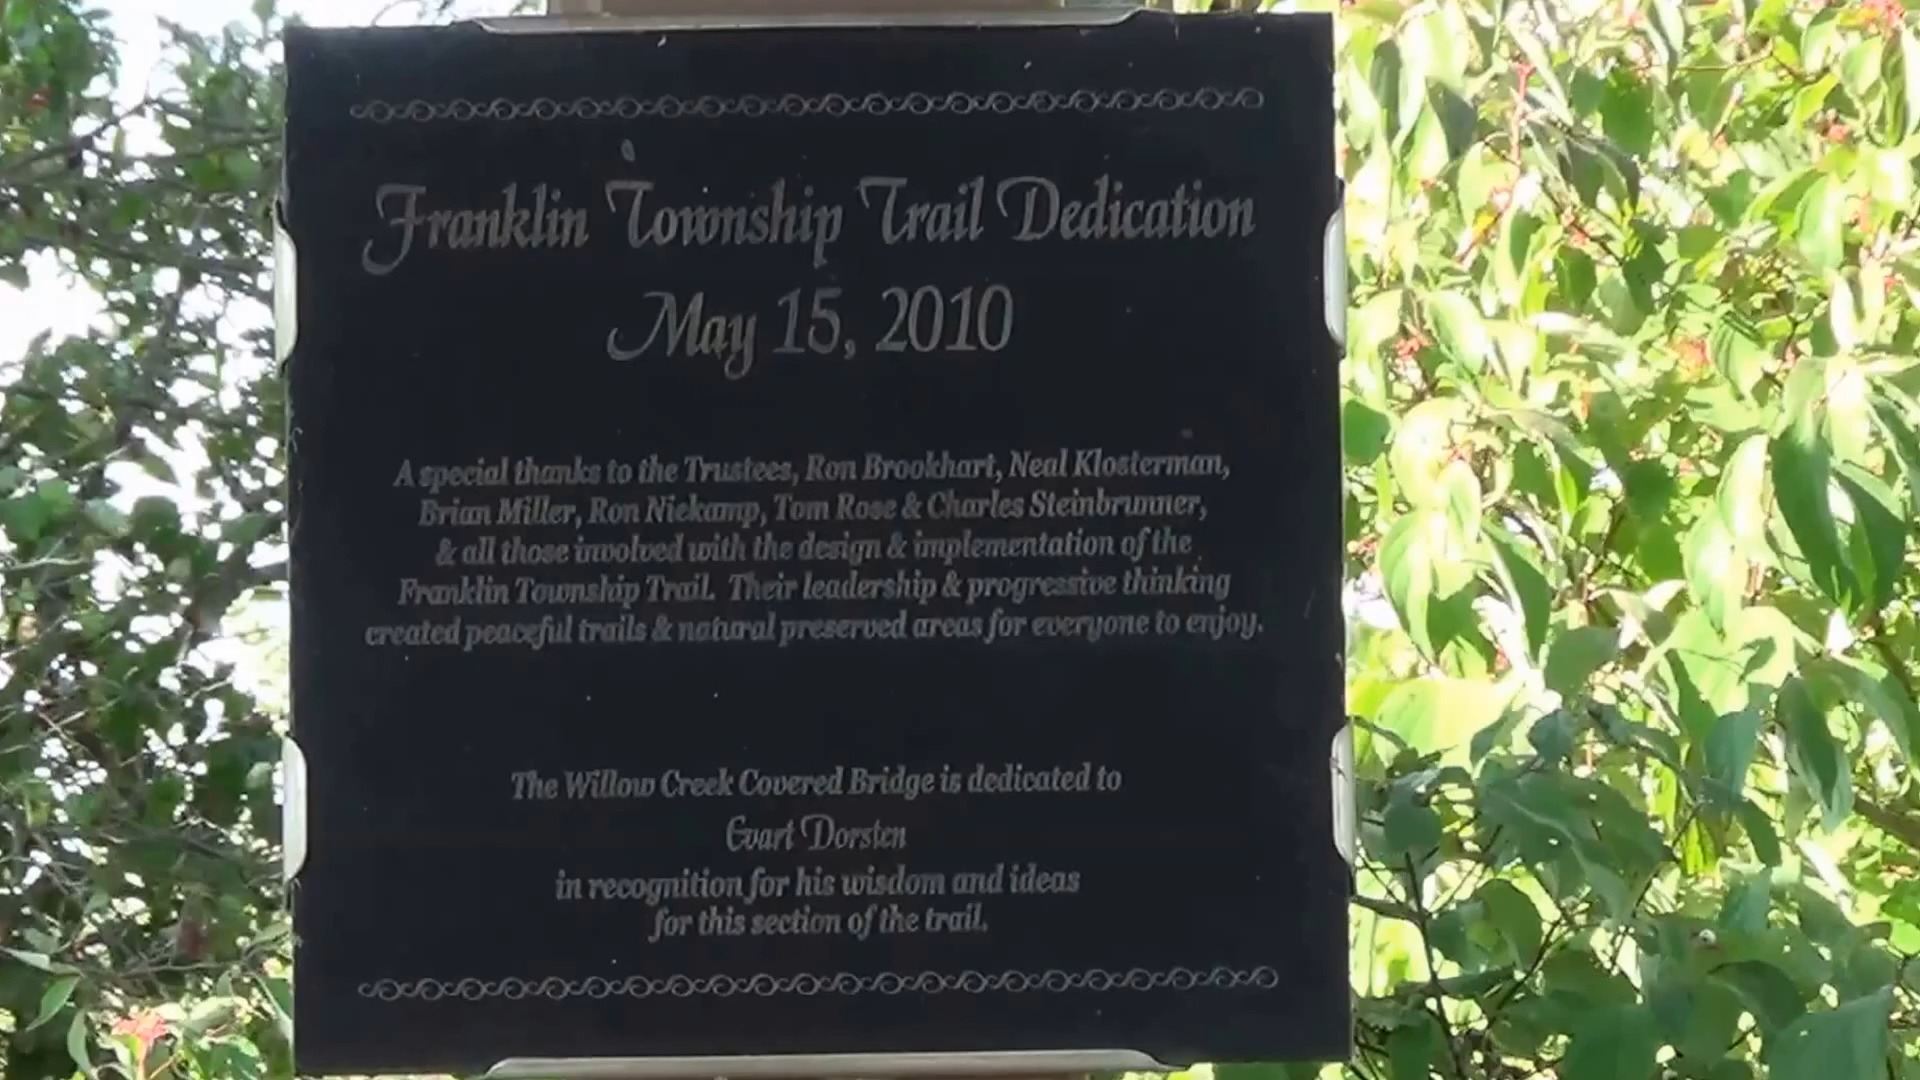 Franklin Township Trail Dedication
May 15, 2010
A special thanks to the Trustees, Ron Brookhart, Neal Klosterman,
Brian Miller, Ron Niekamp, Tom Rose & Charles Steinbrunner,
& all those involved with the design & implementation of the
Franklin Township Trail. Their leadership & progressive thinking
created peaceful trails & natural preserved areas for everyone to enjoy.
The Willow Creek Covered Bridge is dedicated to
Evart Dorsten
in recognition for his wisdom and ideas
for this section of the trail.